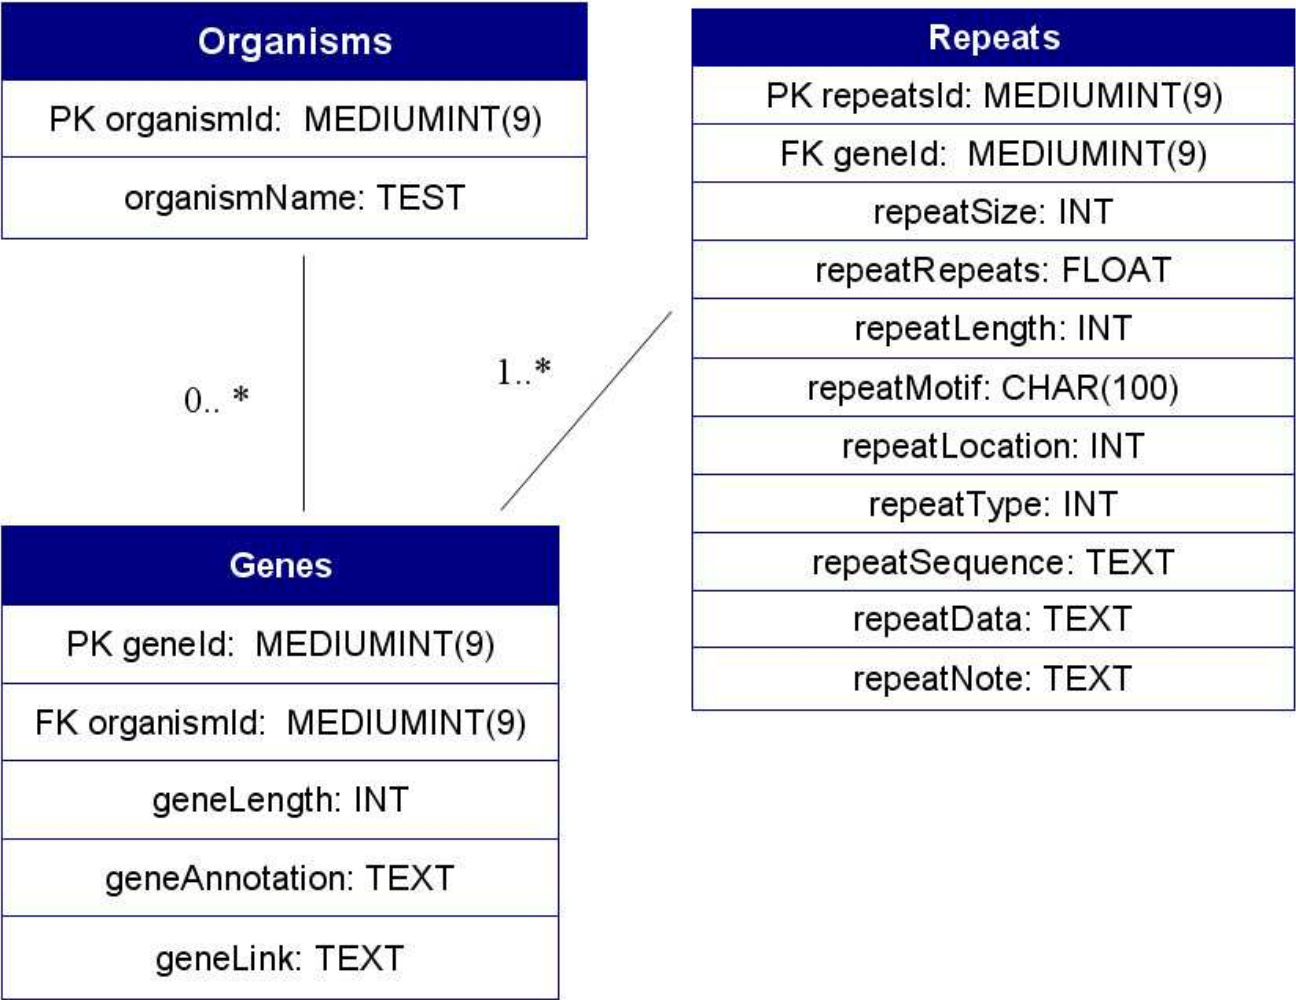 Organisms
PK organismId: MEDIUMINT(9)
organismName: TEST
Repeats
PK repeatsId: MEDIUMINT(9)
FK geneId: MEDIUMINT(9)
repeatSize: INT
repeatRepeats: FLOAT
repeatLength: INT
repeatMotif: CHAR(100)
repeatLocation: INT
repeatType: INT
repeatSequence: TEXT
repeatData: TEXT
repeatNote: TEXT
0.. *
1..*
Genes
PK geneId: MEDIUMINT(9)
FK organismId: MEDIUMINT(9)
geneLength: INT
geneAnnotation: TEXT
geneLink: TEXT